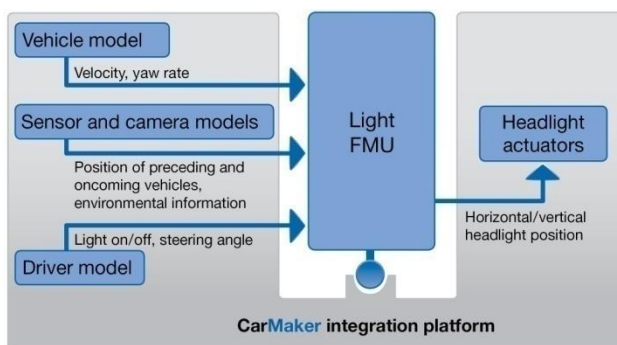 Vehicle model
Velocity, yaw rate
Sensor and camera models
Position of preceding and
oncoming vehicles,
environmental information
Light on/off, steering angle
Driver model
Light
FMU
Headlight
actuators
Horizontal/vertical
headlight position
CarMaker integration platform